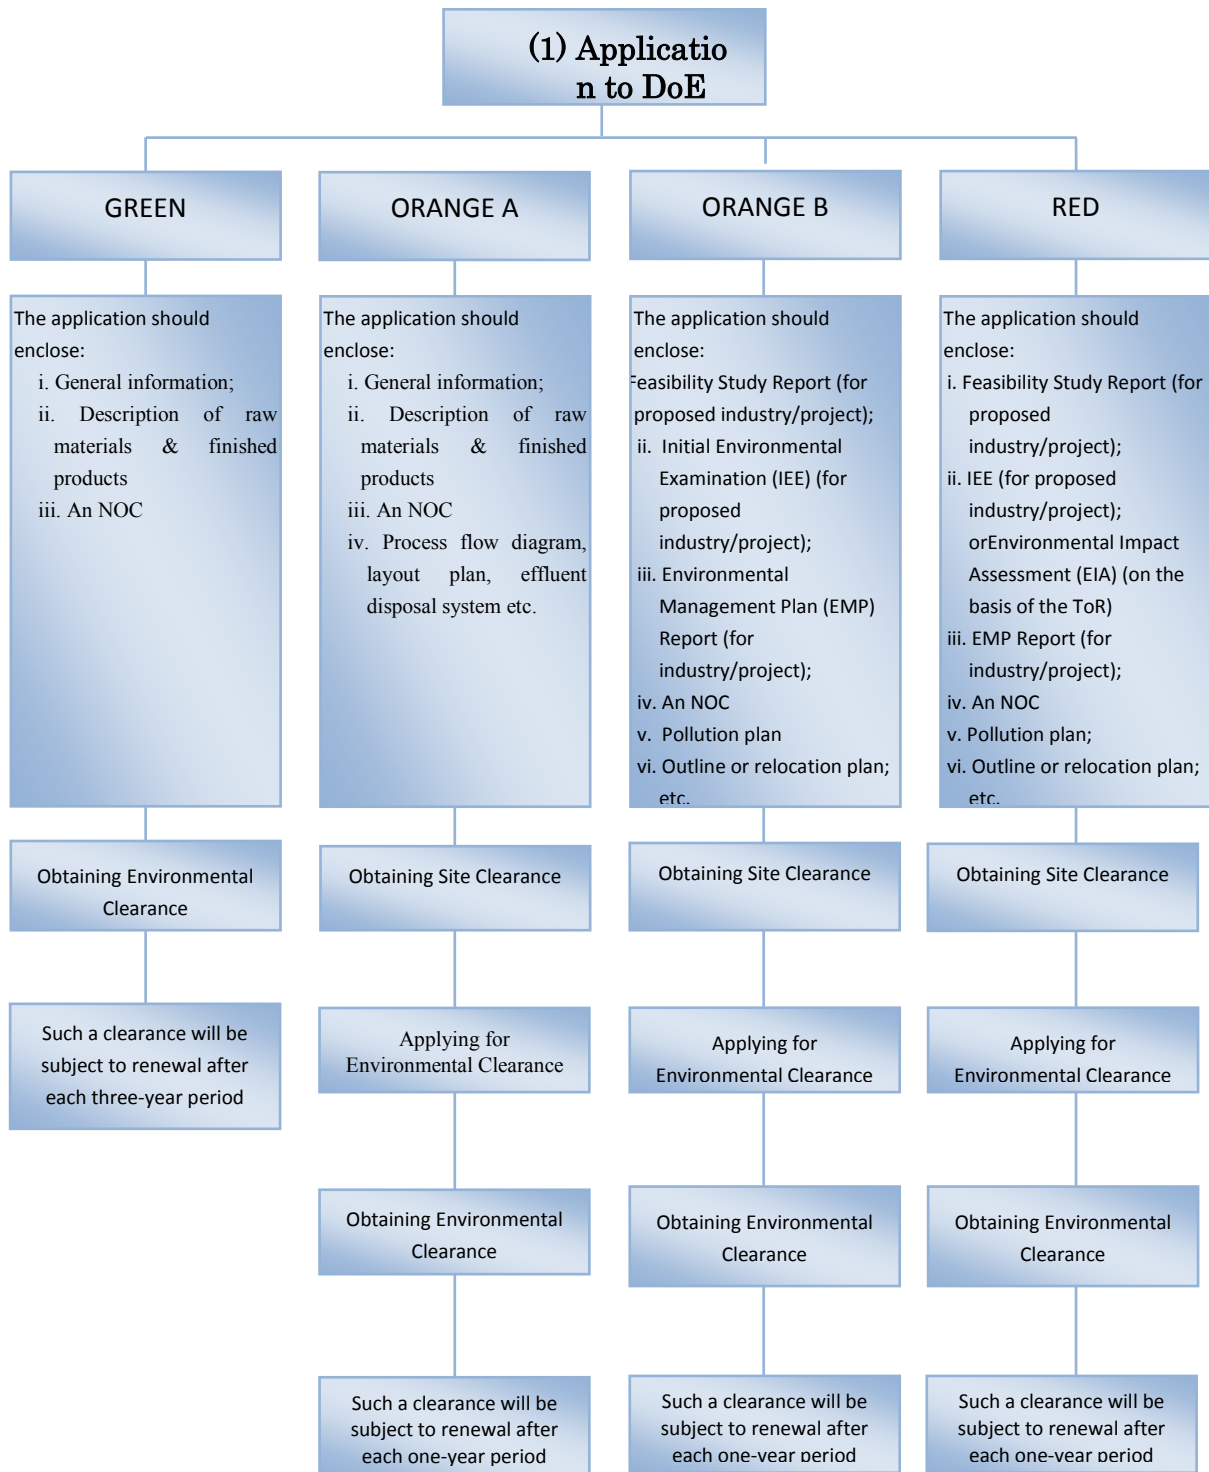 (1) Applicatio
n to DoE
GREEN
ORANGE A
ORANGE B
RED
The application should
enclose:
i. General information;
ii. Description of raw
materials & finished
products
iii. An NOC
The application should
enclose:
i. General information;
ii. Description of raw
materials & finished
products
iii. An NOC
iv. Process flow diagram,
layout plan, effluent
disposal system etc.
The application should
enclose:
Feasibility Study Report (for
proposed industry/project);
ii. Initial Environmental
Examination (IEE) (for
proposed
industry/project);
iii. Environmental
Management Plan (EMP)
Report (for
industry/project);
iv. An NOC
v. Pollution plan
vi. Outline or relocation plan;
etc.
The application should
enclose:
i. Feasibility Study Report (for
proposed
industry/project);
ii. IEE (for proposed
industry/project);
orEnvironmental Impact
Assessment (EIA) (on the
basis of the ToR)
iii. EMP Report (for
industry/project);
iv. An NOC
v. Pollution plan;
vi. Outline or relocation plan;
etc.
Obtaining Environmental
Clearance
Obtaining Site Clearance
Obtaining Site Clearance
Obtaining Site Clearance
Such a clearance will be
subject to renewal after
each three-year period
Applying for
Environmental Clearance
Applying for
Environmental Clearance
Applying for
Environmental Clearance
Obtaining Environmental
Clearance
Obtaining Environmental
Clearance
Obtaining Environmental
Clearance
Such a clearance will be
subject to renewal after
each one-year period
Such a clearance will be
subject to renewal after
each one-year period
Such a clearance will be
subject to renewal after
each one-year period